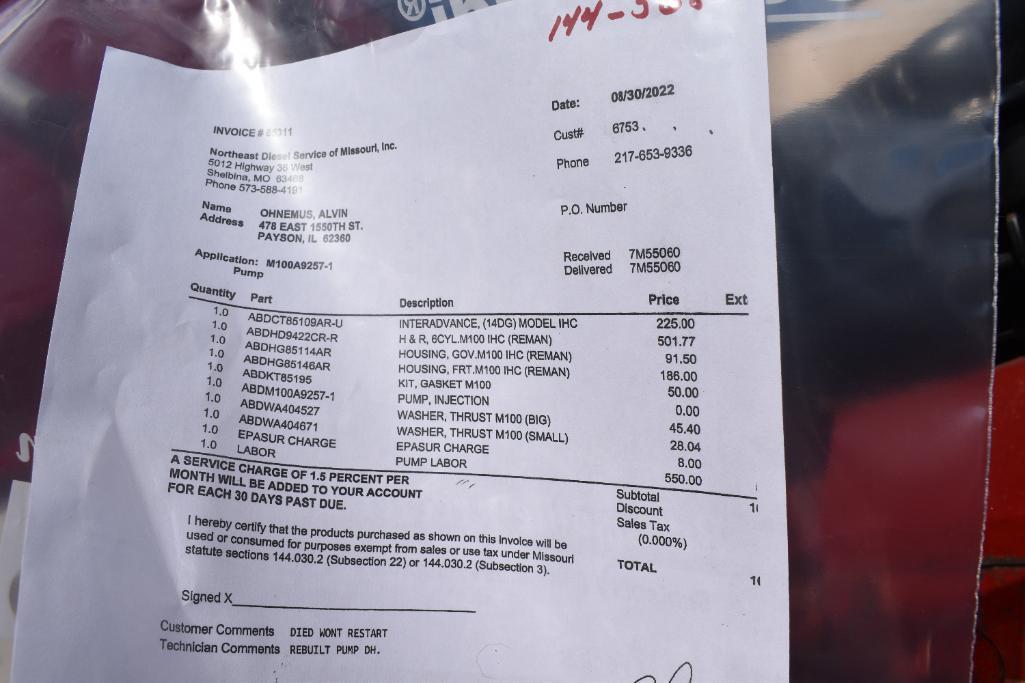 144-
Date: 08/30/2022
INVOICE #
Cust# 6753.
Northeast Diesel Service of Missouri, Inc.
5012 Highway 36 West
Shelbina, MO 63468
Phone 573-588-4191
Phone 217-653-9336
Name OHNEMUS, ALVIN
Address 478 EAST 1550TH ST.
PAYSON, IL 62360
P.O. Number
Application: M100A9257-1
Pump
Received 7M55060
Delivered 7M55060
Quantity Part Description Price Ext
1.0 ABDCT85109AR-U INTERADVANCE, (14DG) MODEL IHC 225.00
1.0 ABDHD9422CR-R H & R, 6CYL.M100 IHC (REMAN) 501.77
1.0 ABDHG85114AR HOUSING, GOV.M100 IHC (REMAN) 91.50
1.0 ABDHG85146AR HOUSING, FRT.M100 IHC (REMAN) 186.00
1.0 ABDKT85195 KIT, GASKET M100 50.00
1.0 ABDM100A9257-1 PUMP, INJECTION 0.00
1.0 ABDWA404527 WASHER, THRUST M100 (BIG) 45.40
1.0 ABDWA404671 WASHER, THRUST M100 (SMALL) 28.04
1.0 EPASUR CHARGE EPASUR CHARGE 8.00
1.0 LABOR PUMP LABOR 550.00
A SERVICE CHARGE OF 1.5 PERCENT PER
MONTH WILL BE ADDED TO YOUR ACCOUNT
FOR EACH 30 DAYS PAST DUE.
Subtotal
Discount
Sales Tax
(0.000%)
I hereby certify that the products purchased as shown on this invoice will be
used or consumed for purposes exempt from sales or use tax under Missouri
statute sections 144.030.2 (Subsection 22) or 144.030.2 (Subsection 3).
TOTAL
Signed X
Customer Comments DIED WONT RESTART
Technician Comments REBUILT PUMP DH.